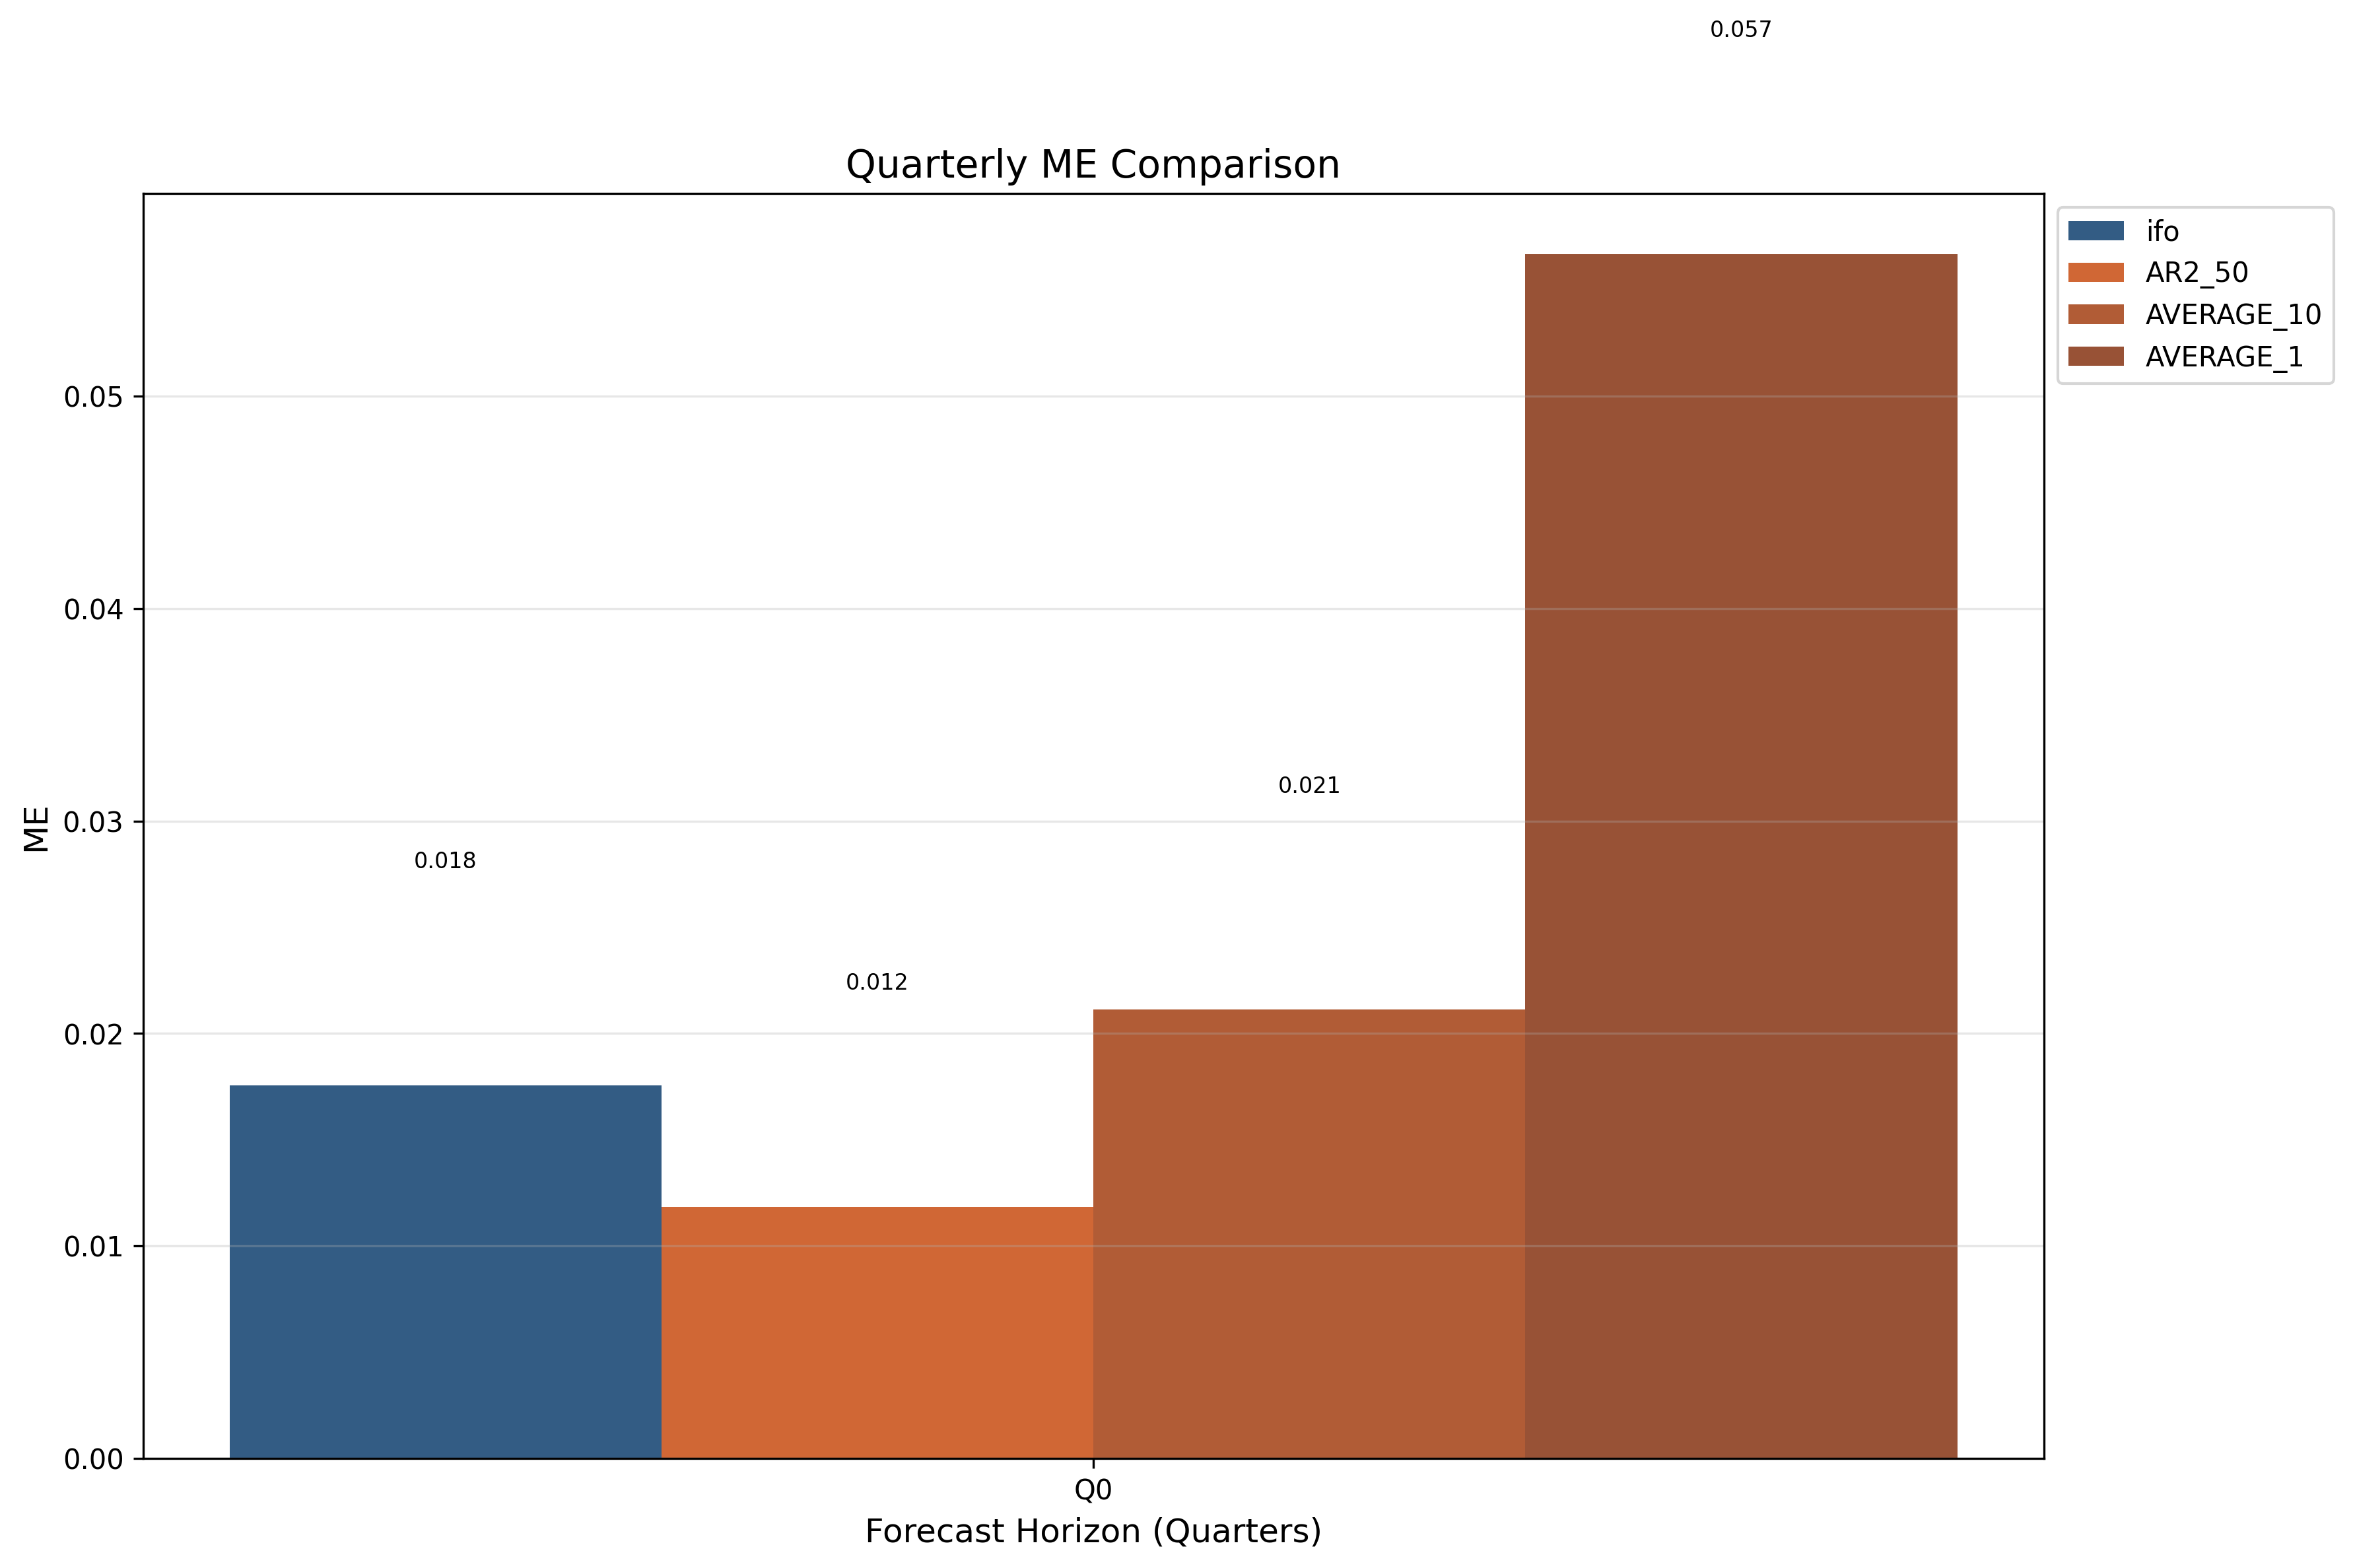 0.057
Quarterly ME Comparison
ifo
AR2_50
AVERAGE_10
AVERAGE_1
0.05
0.04
0.03
0.02
0.01
0.00
ME
0.018
0.012
0.021
Q0
Forecast Horizon (Quarters)